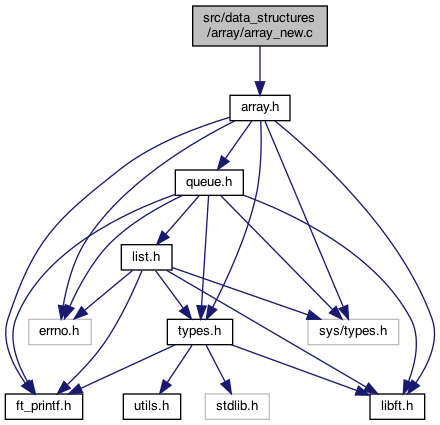 src/data_structures
/array/array_new.c
array.h
queue.h
list.h
errno.h
types.h
sys/types.h
ft_printf.h
utils.h
stdlib.h
libft.h